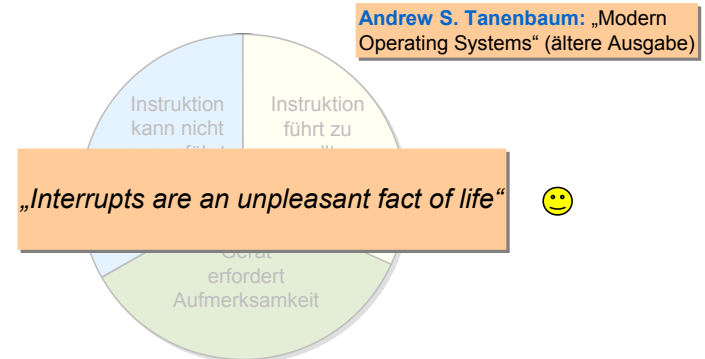 Andrew S. Tanenbaum: „Modern
Operating Systems“ (ältere Ausgabe)
Instruktion
kann nicht
Instruktion
führt zu
„Interrupts are an unpleasant fact of life“
Gerät
erfordert
Aufmerksamkeit